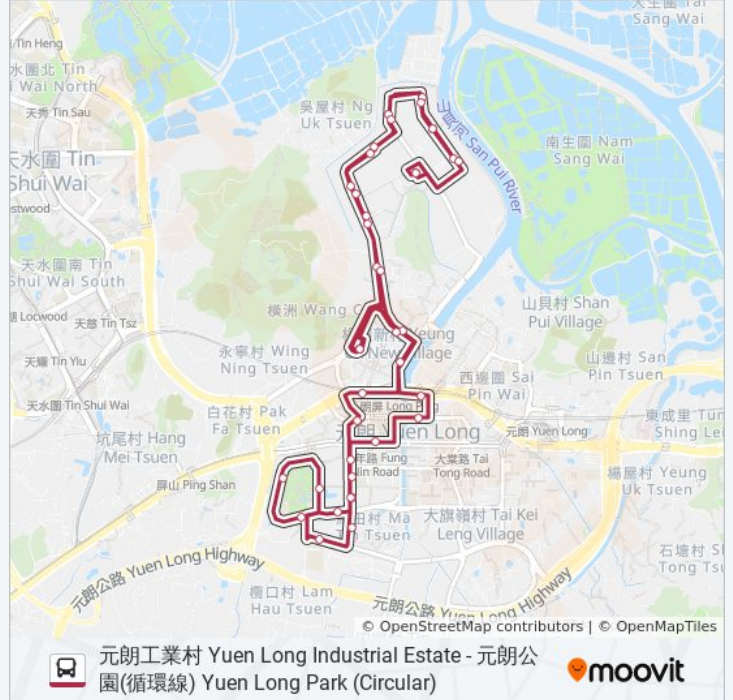 大生圍 Tai
Sang Wai
Tin Heng
水圍北 Tin
i Wai North
天秀 Tin Sau
吳屋村 Ng
Uk Tsuen
山貝河 San Pui River
南生圍 Nam
Sang Wai
天水圍 Tin
Shui Wai
stwood
天水圍南 Tin
Shui Wai South
Locwood
天慈 Tin Tsz
橫洲 Wang C
山貝村 Shan
Pui Village
Yeung
New Village
天耀 Tin Yiu
永寧村 Wing
Ning Tsuen
山邊村 San
Pin Tsuen
西邊圍 Sai
Pin Wai
天水圍 Tin Shui Wai
白花村 Pak
Fa Tsuen
朗屏 Long Ping
東成里 Tun
Shing Lei
坑尾村 Hang
Mei Tsuen
元朗 Yuen Long
元朗 Yuen Long
年路 Fung
Nin Road
大棠路 Tai
Tong Road
楊屋村 Yeung
Uk Tsuen
屏山 Ping Shan
田村 Ma
Tin Tsuen
大旗嶺村 Tai Kei
Leng Village
石塘村 S
Tong Tsu
元朗公路 Yuen Long Highway
欖口村 Lam
Hau Tsuen
元朗公路 Yuen Long Highway
© OpenStreetMap contributors | © OpenMapTiles
元朗工業村 Yuen Long Industrial Estate - 元朗公
園(循環線) Yuen Long Park (Circular)
moovit